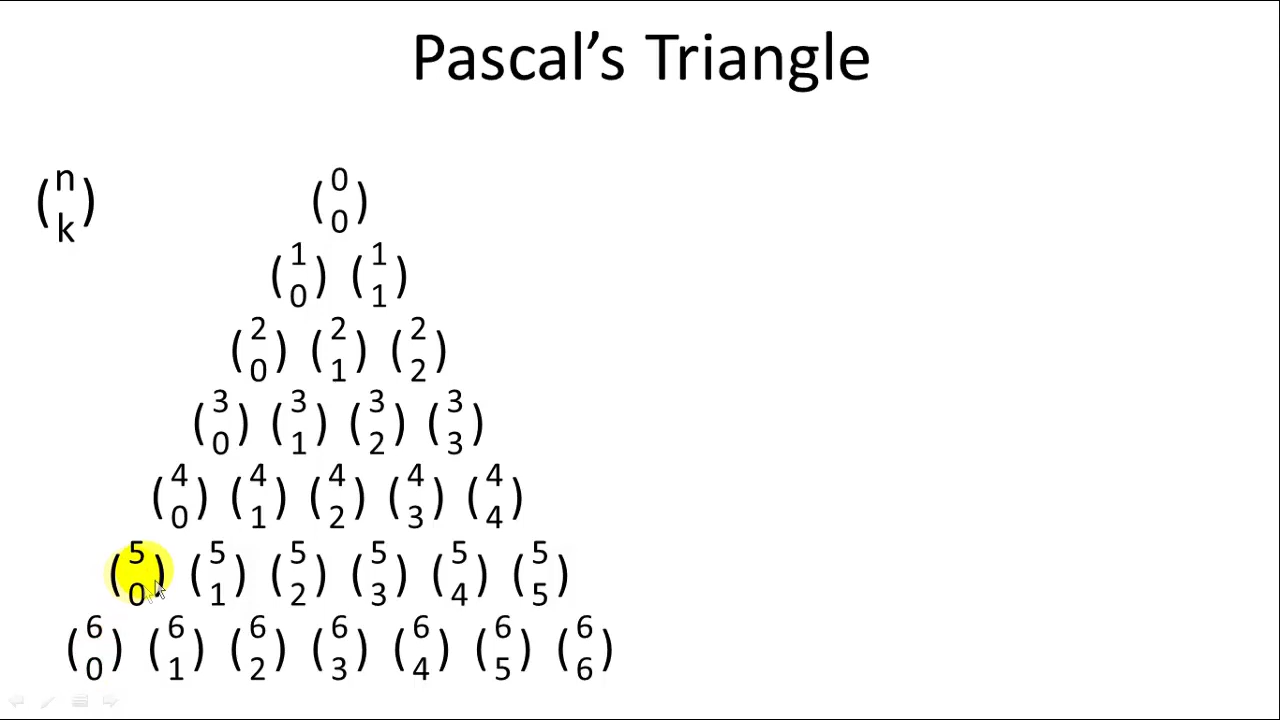 Pascal's Triangle
(n k) (0 0)
(1 0) (1 1)
(2 0) (2 1) (2 2)
(3 0) (3 1) (3 2) (3 3)
(4 0) (4 1) (4 2) (4 3) (4 4)
(5 0) (5 1) (5 2) (5 3) (5 4) (5 5)
(6 0) (6 1) (6 2) (6 3) (6 4) (6 5) (6 6)